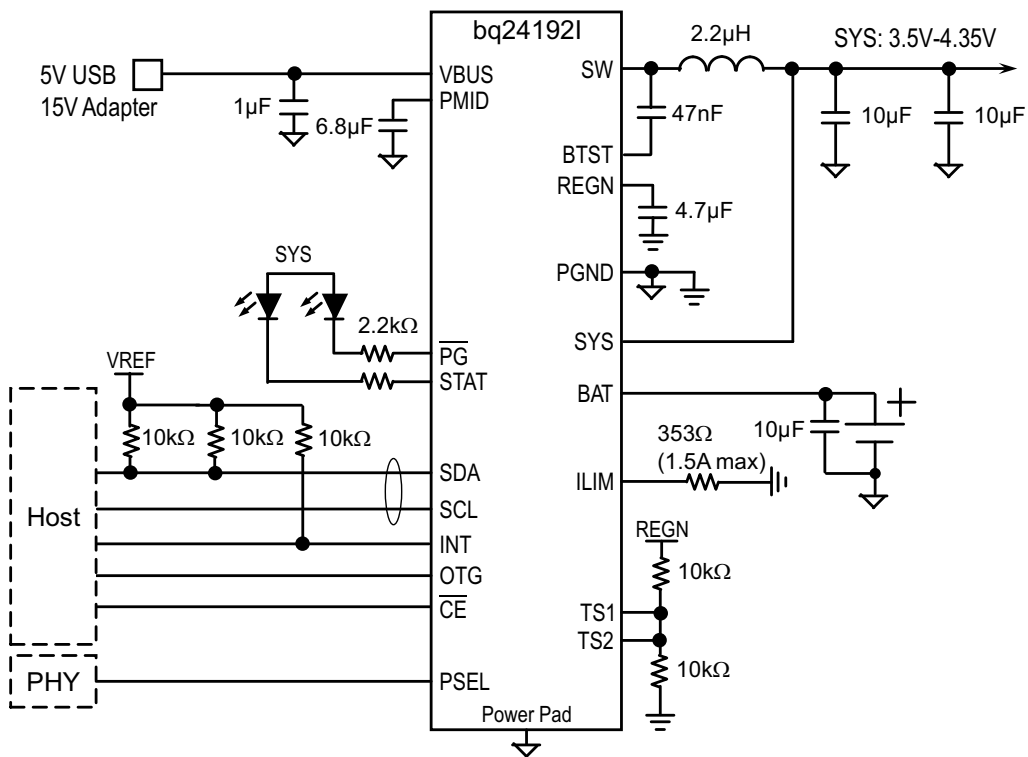 bq24192I
5V USB
15V Adapter
1µF
6.8µF
VBUS
PMID
SW
2.2µH
SYS: 3.5V-4.35V
47nF
10µF
10µF
BTST
REGN
4.7µF
PGND
SYS
SYS
2.2kΩ
PG
STAT
VREF
10kΩ
10kΩ
10kΩ
BAT
10µF
+
353Ω
(1.5A max)
ILIM
Host
SDA
SCL
INT
OTG
CE
REGN
10kΩ
TS1
TS2
10kΩ
PHY
PSEL
Power Pad